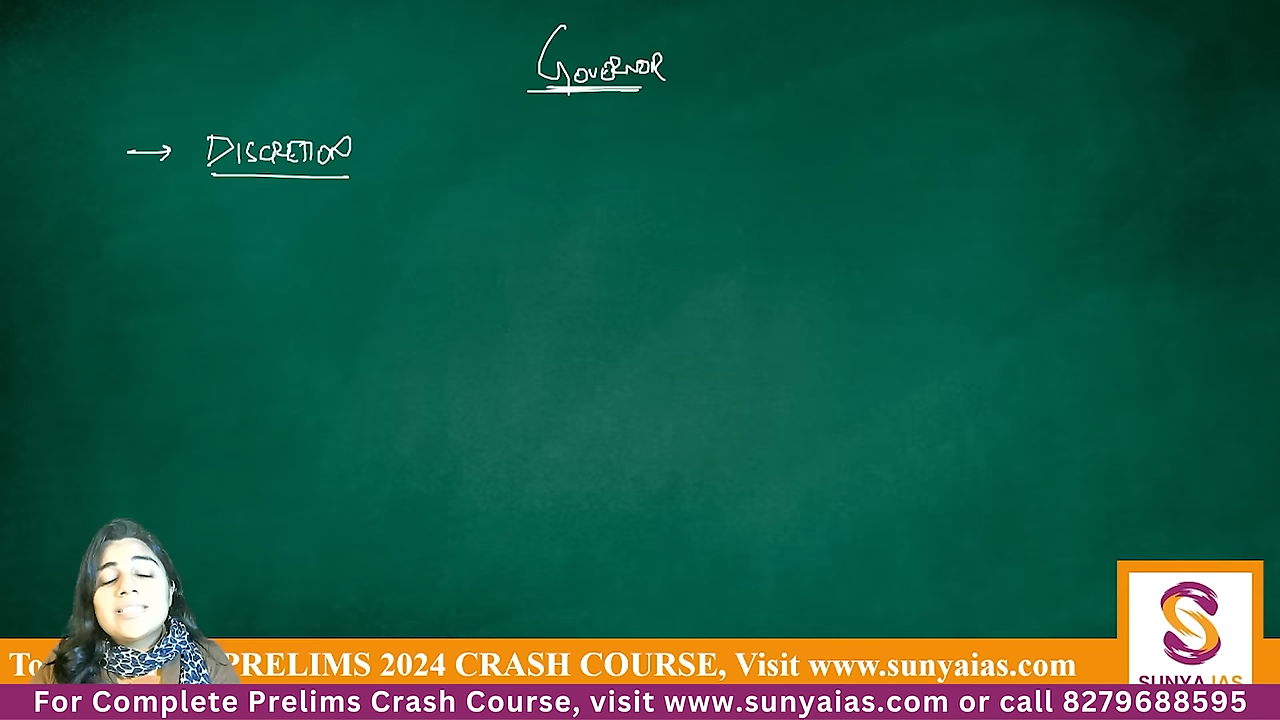 GOVERNOR
→ DISCRETION
To PRELIMS 2024 CRASH COURSE, Visit www.sunyaias.com
SUNYA IAS
For Complete Prelims Crash Course, visit www.sunyaias.com or call 8279688595